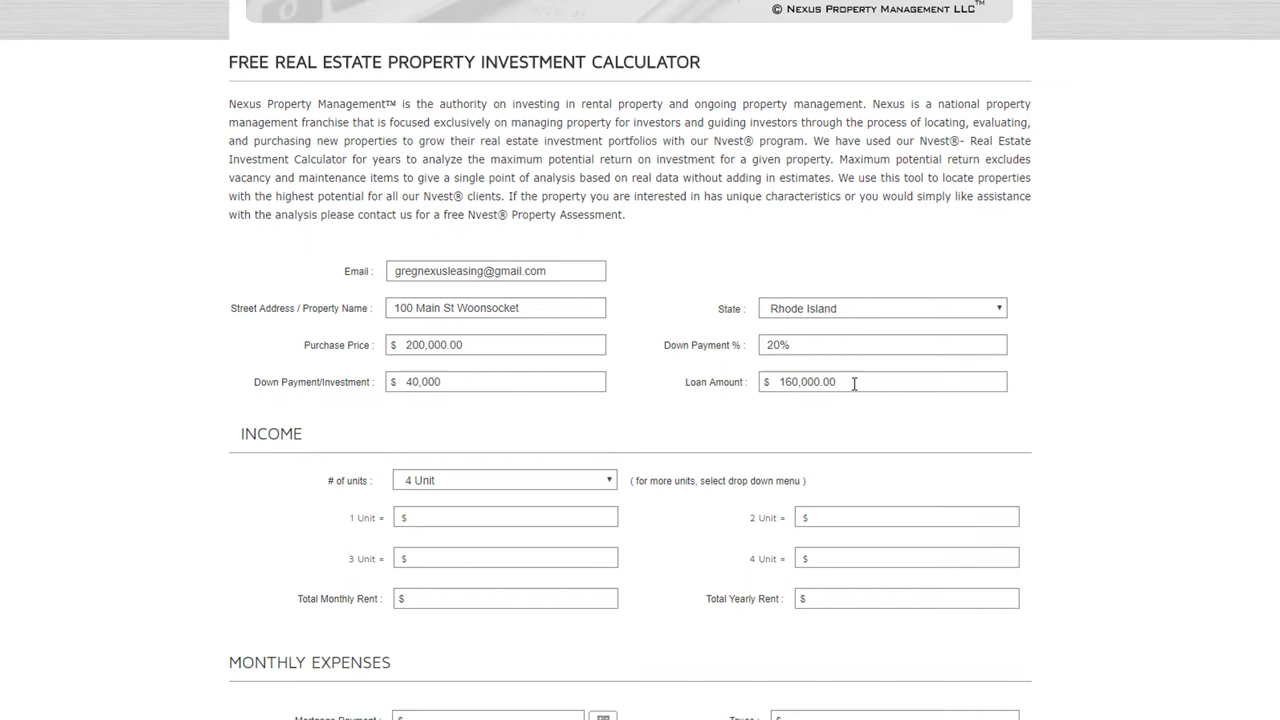 © Nexus Property Management LLC™
FREE REAL ESTATE PROPERTY INVESTMENT CALCULATOR
Nexus Property Management™ is the authority on investing in rental property and ongoing property management. Nexus is a national property
management franchise that is focused exclusively on managing property for investors and guiding investors through the process of locating, evaluating,
and purchasing new properties to grow their real estate investment portfolios with our Nvest® program. We have used our Nvest®- Real Estate
Investment Calculator for years to analyze the maximum potential return on investment for a given property. Maximum potential return excludes
vacancy and maintenance items to give a single point of analysis based on real data without adding in estimates. We use this tool to locate properties
with the highest potential for all our Nvest® clients. If the property you are interested in has unique characteristics or you would simply like assistance
with the analysis please contact us for a free Nvest® Property Assessment.
Email : gregnexusleasing@gmail.com
Street Address / Property Name : 100 Main St Woonsocket State : Rhode Island
Purchase Price : $ 200,000.00 Down Payment % : 20%
Down Payment/Investment : $ 40,000 Loan Amount : $ 160,000.00
INCOME
# of units : 4 Unit ( for more units, select drop down menu )
1 Unit = $ 2 Unit = $
3 Unit = $ 4 Unit = $
Total Monthly Rent : $ Total Yearly Rent : $
MONTHLY EXPENSES
Mortgage Payment : $ Taxes : $